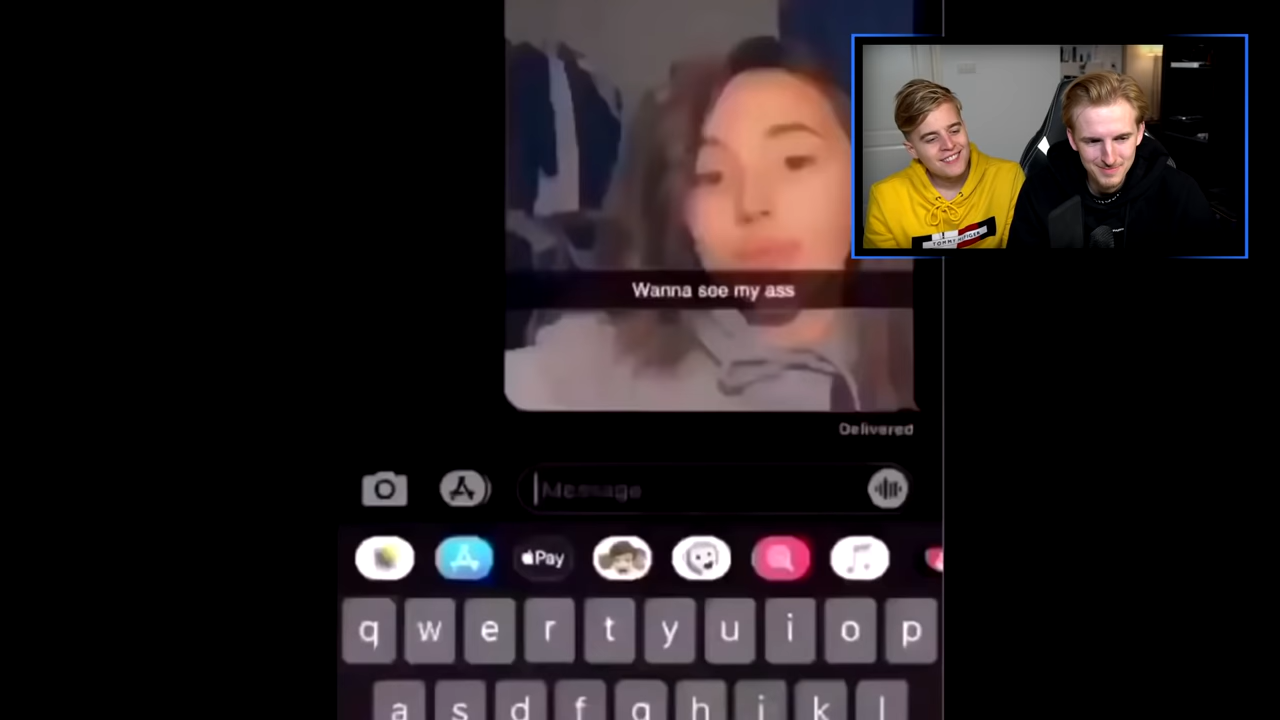 TOMMY HILFIGER
Wanna see my ass
Delivered
Message
Pay
q w e r t y u i o p
a s d f g h j k l